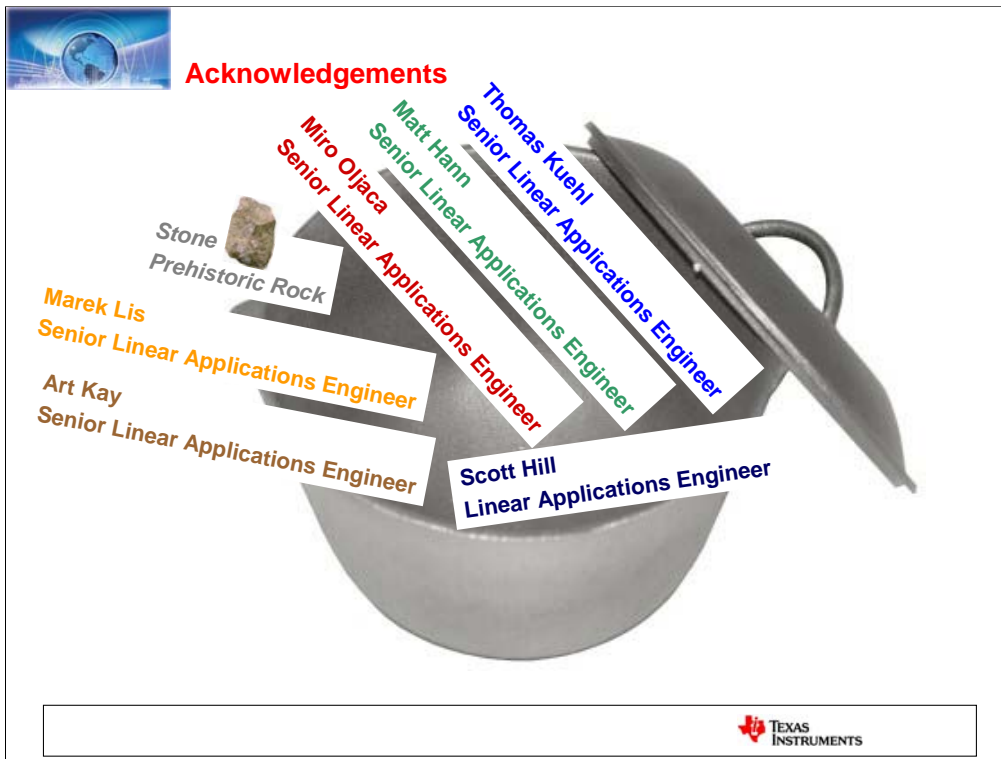 Acknowledgements
Thomas Kuehl
Senior Linear Applications Engineer
Matt Hann
Senior Linear Applications Engineer
Miro Oljaca
Senior Linear Applications Engineer
Stone
Prehistoric Rock
Marek Lis
Senior Linear Applications Engineer
Art Kay
Senior Linear Applications Engineer
Scott Hill
Linear Applications Engineer
TEXAS
INSTRUMENTS